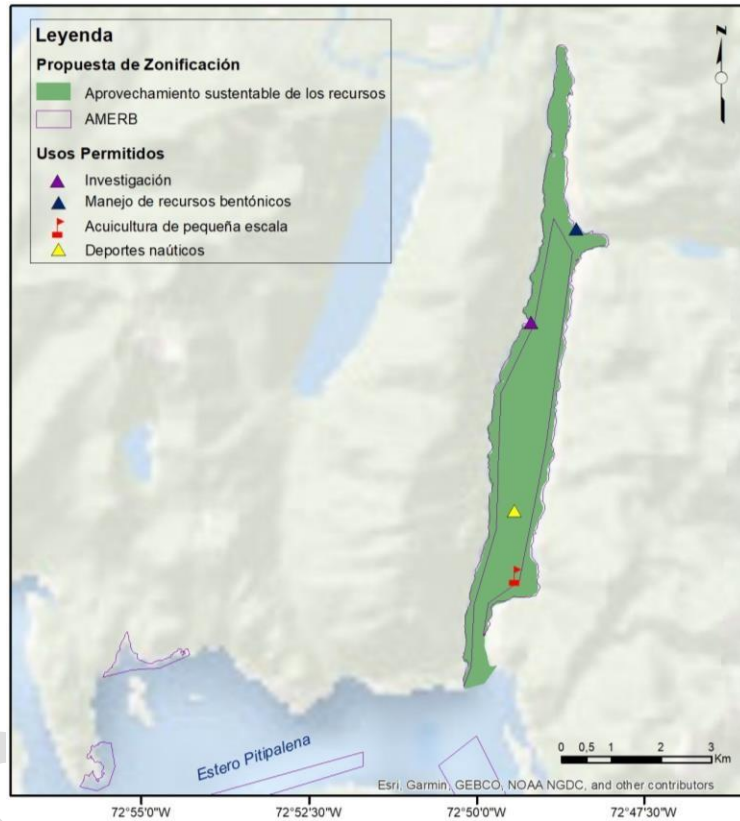 Leyenda
Propuesta de Zonificación
Aprovechamiento sustentable de los recursos
AMERB
Usos Permitidos
Investigación
Manejo de recursos bentónicos
Acuicultura de pequeña escala
Deportes naúticos
z
Estero Pitipalena
0 0,5 1 2 3
Km
Esri, Garmin, GEBCO, NOAA NGDC, and other contributors
72°55'0"W 72°52'30"W 72°50'0"W 72°47'30"W